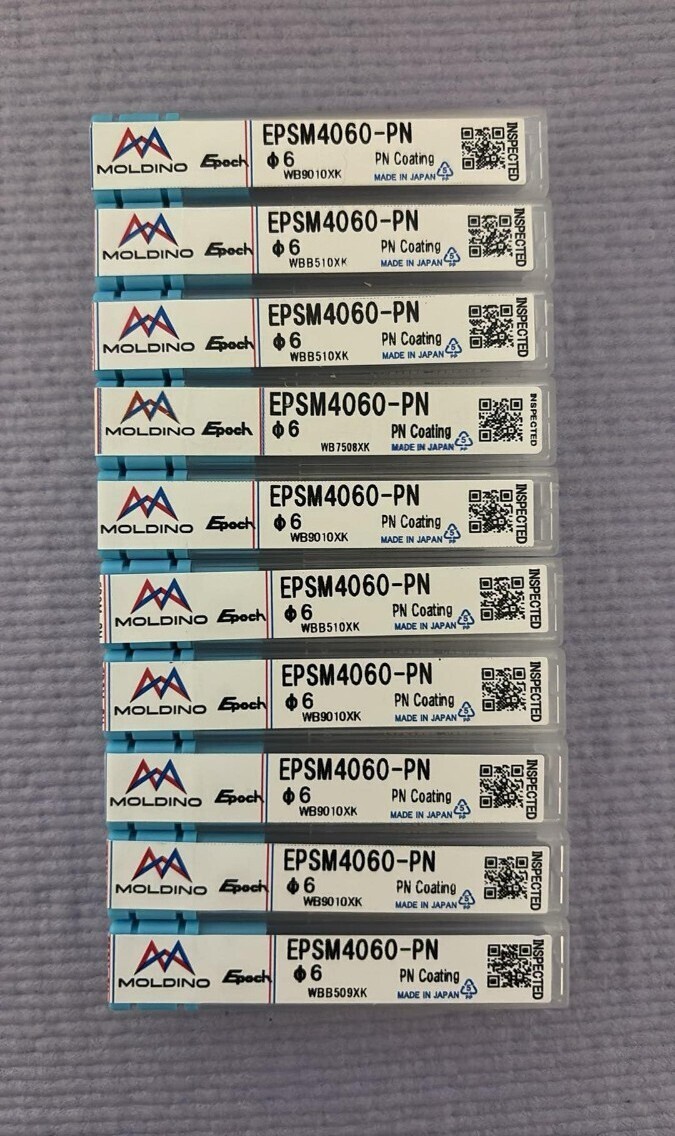 EPSM4060-PN
MOLDINO Epoch Φ6 PN Coating INSPECTED
WB9010XK MADE IN JAPAN
EPSM4060-PN
MOLDINO Epoch Φ6 PN Coating INSPECTED
WBB510XK MADE IN JAPAN
EPSM4060-PN
MOLDINO Epoch Φ6 PN Coating INSPECTED
WBB510XK MADE IN JAPAN
EPSM4060-PN
MOLDINO Epoch Φ6 PN Coating INSPECTED
WB7508XK MADE IN JAPAN
EPSM4060-PN
MOLDINO Epoch Φ6 PN Coating INSPECTED
WB9010XK MADE IN JAPAN
EPSM4060-PN
MOLDINO Epoch Φ6 PN Coating INSPECTED
WBB510XK MADE IN JAPAN
EPSM4060-PN
MOLDINO Epoch Φ6 PN Coating INSPECTED
WB9010XK MADE IN JAPAN
EPSM4060-PN
MOLDINO Epoch Φ6 PN Coating INSPECTED
WB9010XK MADE IN JAPAN
EPSM4060-PN
MOLDINO Epoch Φ6 PN Coating INSPECTED
WB9010XK MADE IN JAPAN
EPSM4060-PN
MOLDINO Epoch Φ6 PN Coating INSPECTED
WBB509XK MADE IN JAPAN